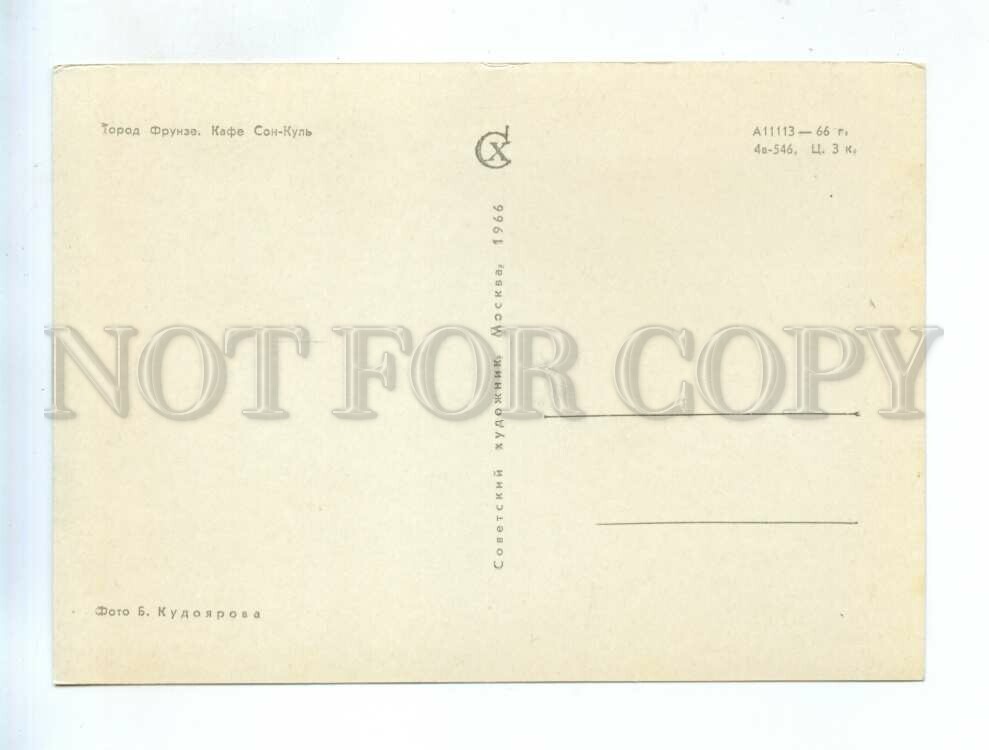 Город Фрунзе. Кафе Сон-Куль
СХ
А11113 — 66 г.
4в-546. Ц. 3 к.
Советский художник, Москва, 1966
NOT FOR COPY
Фото Б. Кудоярова